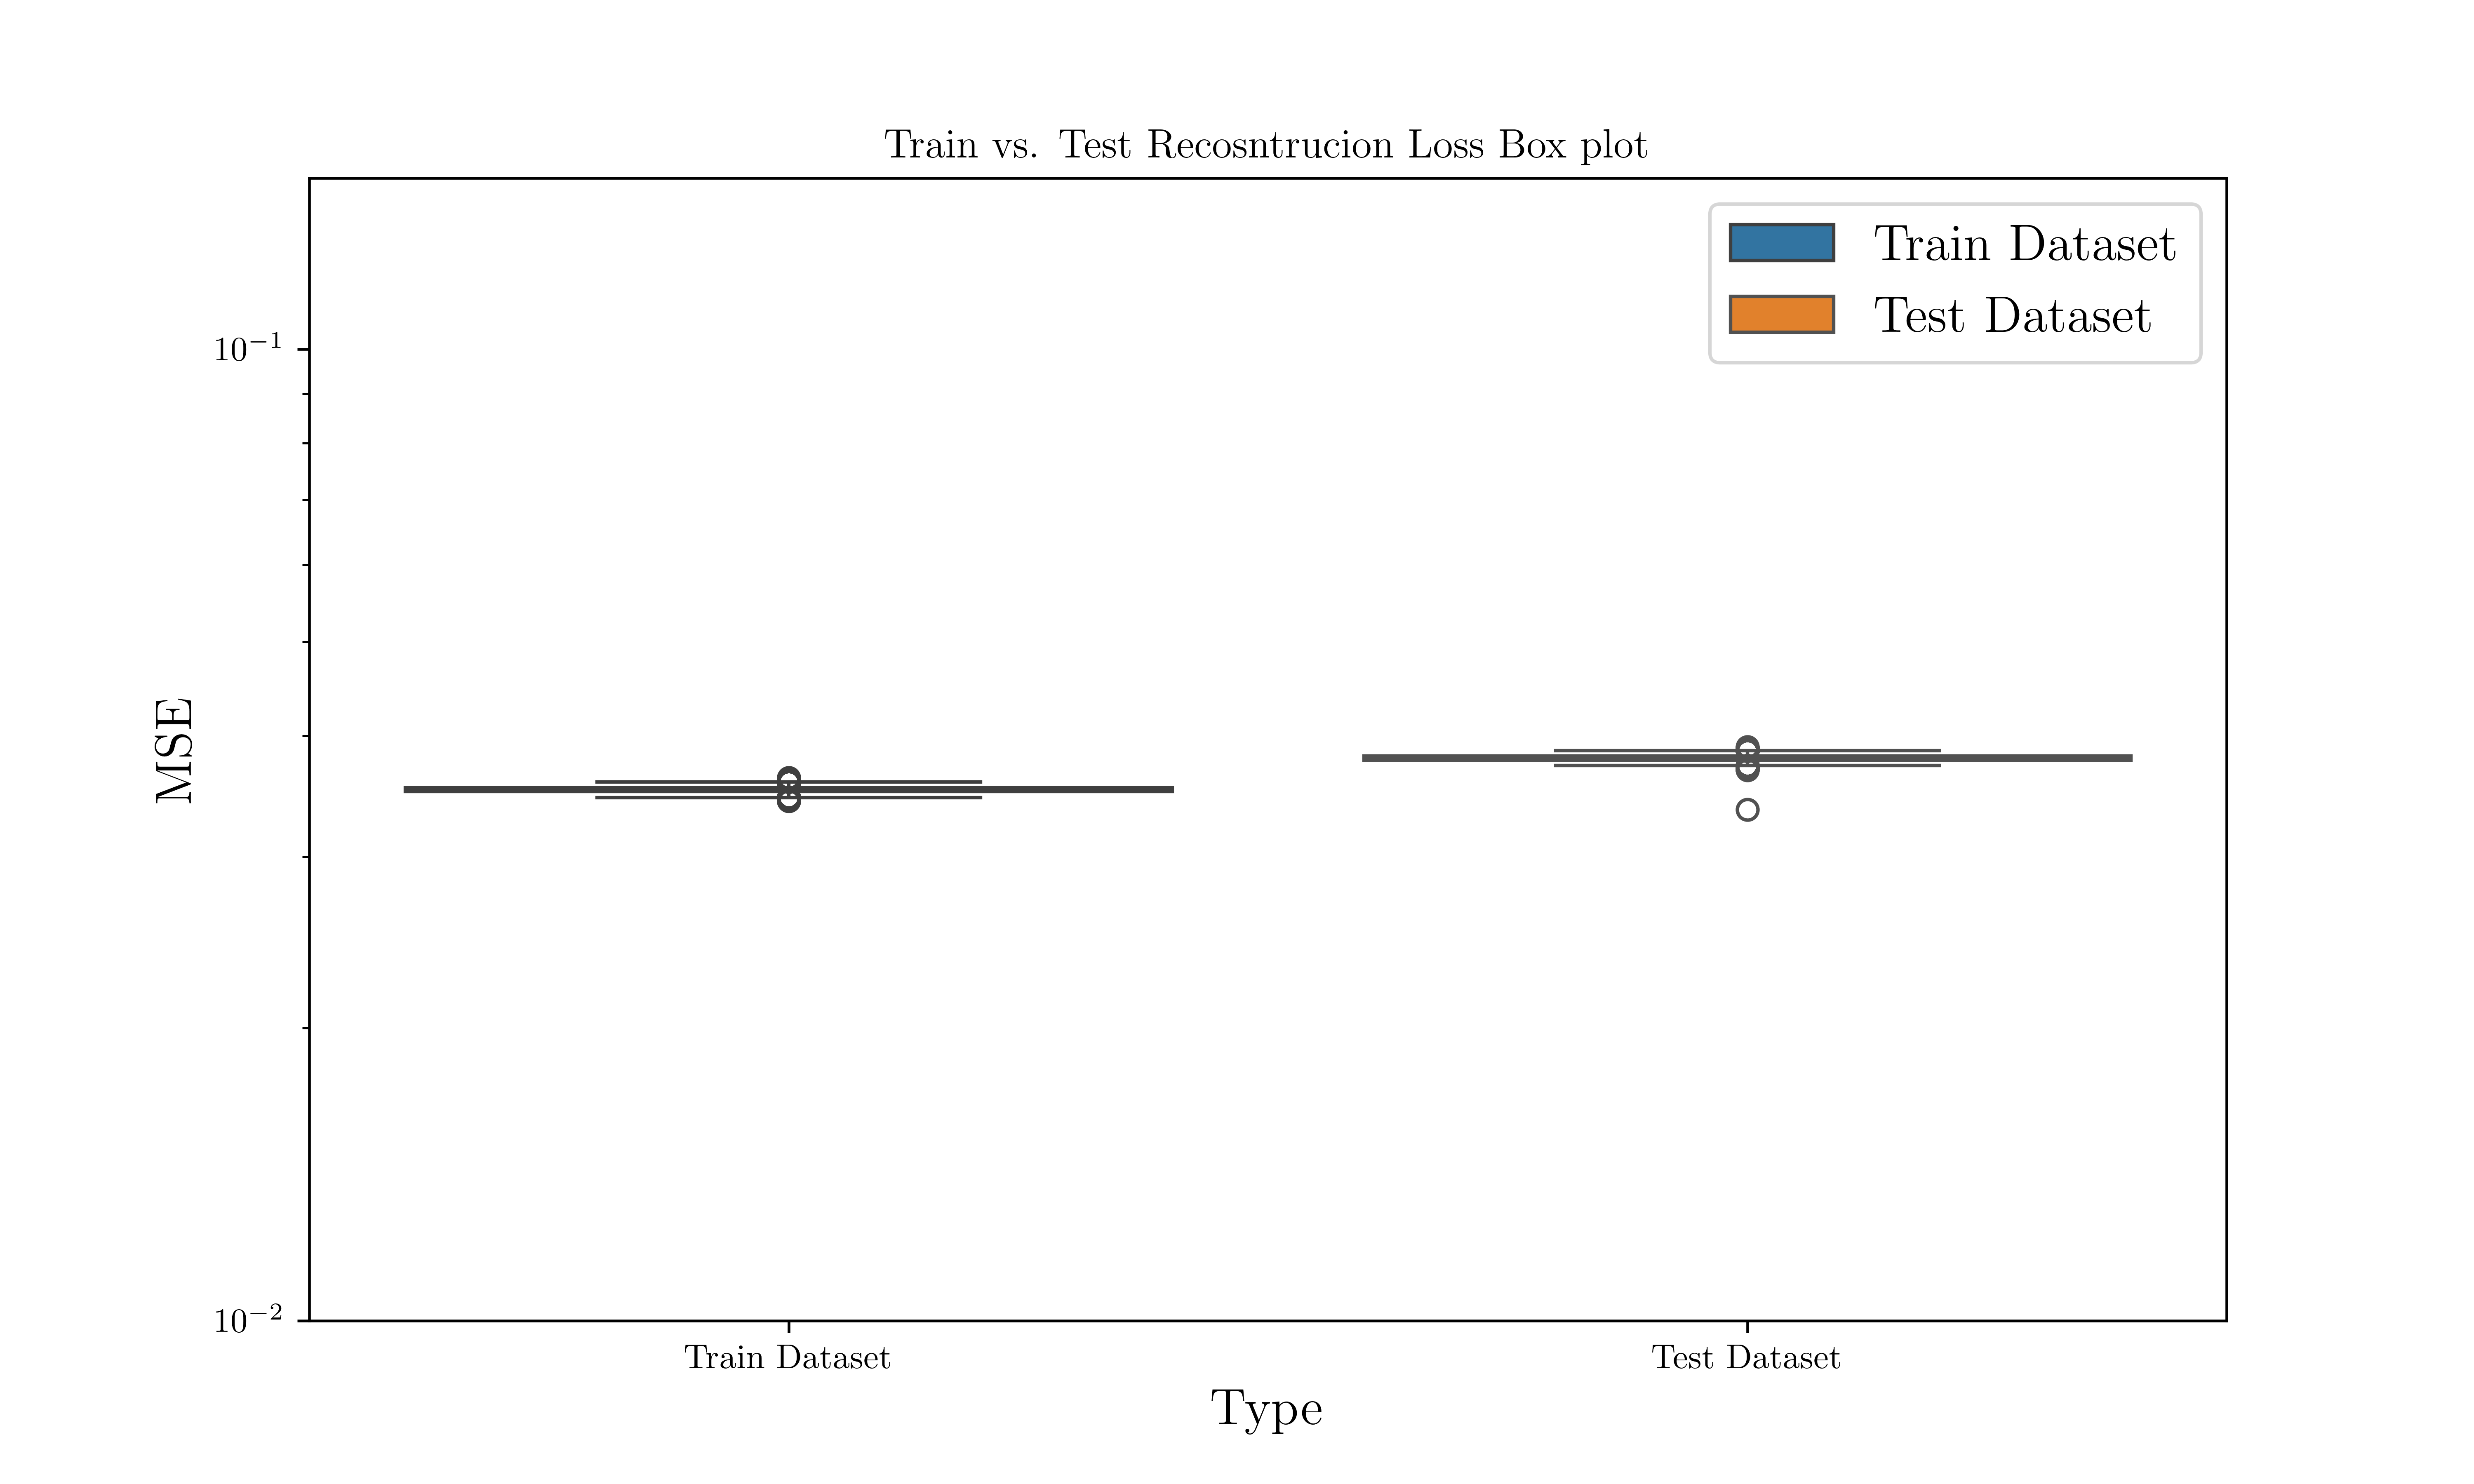 Train vs. Test Recosntrucion Loss Box plot
Train Dataset
Test Dataset
10⁻¹
MSE
10⁻²
Train Dataset
Test Dataset
Type